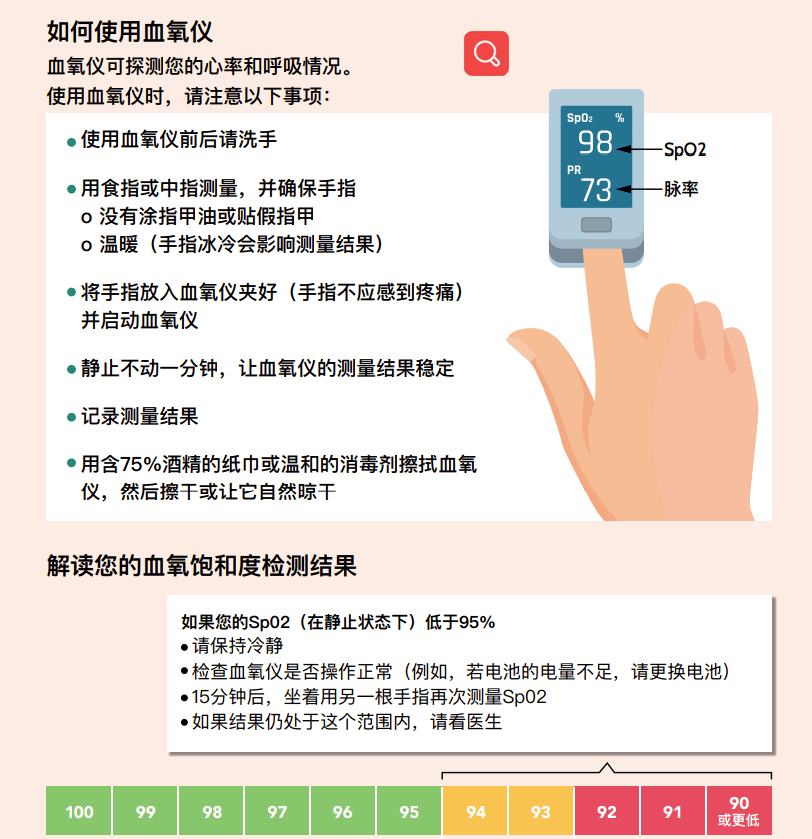 如何使用血氧仪
血氧仪可探测您的心率和呼吸情况。
使用血氧仪时，请注意以下事项：
SpO₂ %
98
SpO2
PR
73
脉率
• 使用血氧仪前后请洗手
• 用食指或中指测量，并确保手指
o 没有涂指甲油或贴假指甲
o 温暖（手指冰冷会影响测量结果）
• 将手指放入血氧仪夹好（手指不应感到疼痛）
并启动血氧仪
• 静止不动一分钟，让血氧仪的测量结果稳定
• 记录测量结果
• 用含75%酒精的纸巾或温和的消毒剂擦拭血氧
仪，然后擦干或让它自然晾干
解读您的血氧饱和度检测结果
如果您的Sp02（在静止状态下）低于95%
• 请保持冷静
• 检查血氧仪是否操作正常（例如，若电池的电量不足，请更换电池）
• 15分钟后，坐着用另一根手指再次测量Sp02
• 如果结果仍处于这个范围内，请看医生
100 99 98 97 96 95 94 93 92 91 90
或更低